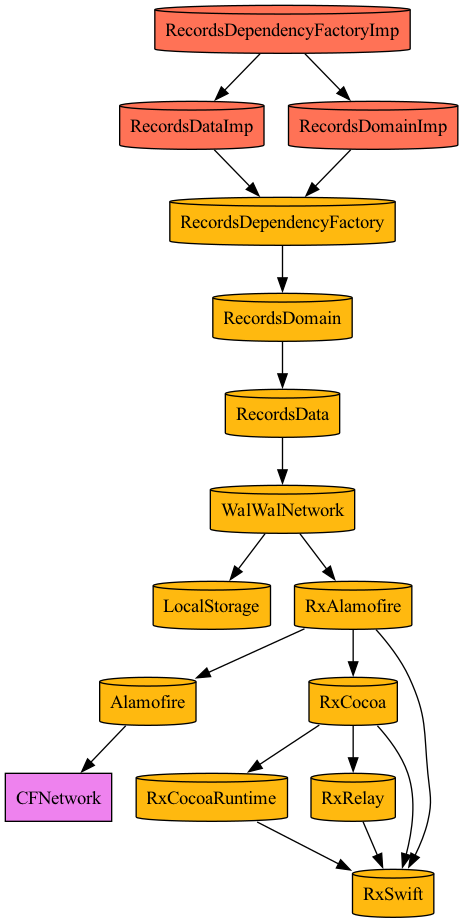 RecordsDependencyFactoryImp
RecordsDataImp
RecordsDomainImp
RecordsDependencyFactory
RecordsDomain
RecordsData
WalWalNetwork
LocalStorage
RxAlamofire
Alamofire
RxCocoa
CFNetwork
RxCocoaRuntime
RxRelay
RxSwift